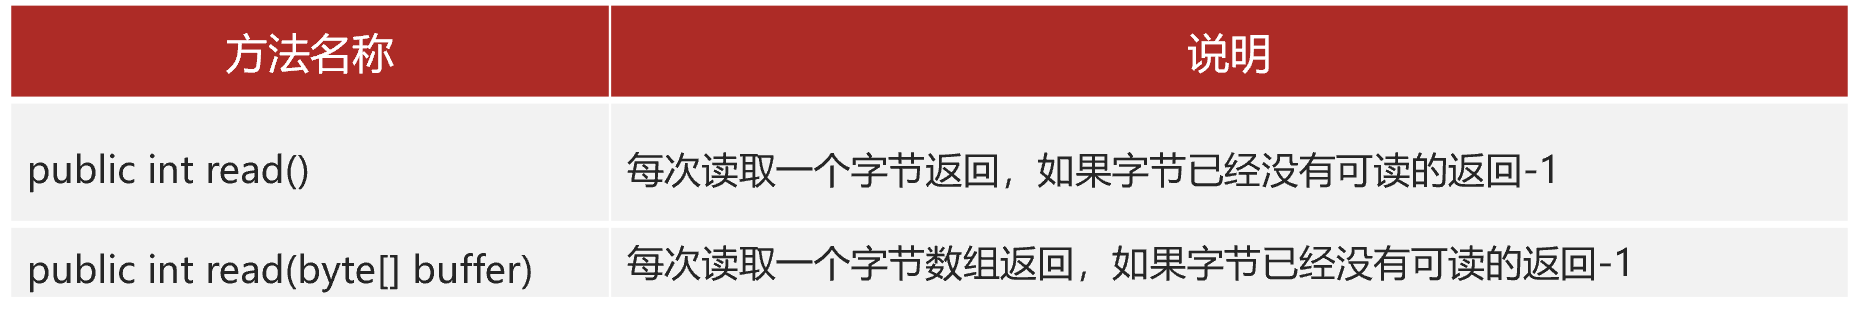 方法名称
说明
public int read()
每次读取一个字节返回，如果字节已经没有可读的返回-1
public int read(byte[] buffer)
每次读取一个字节数组返回，如果字节已经没有可读的返回-1